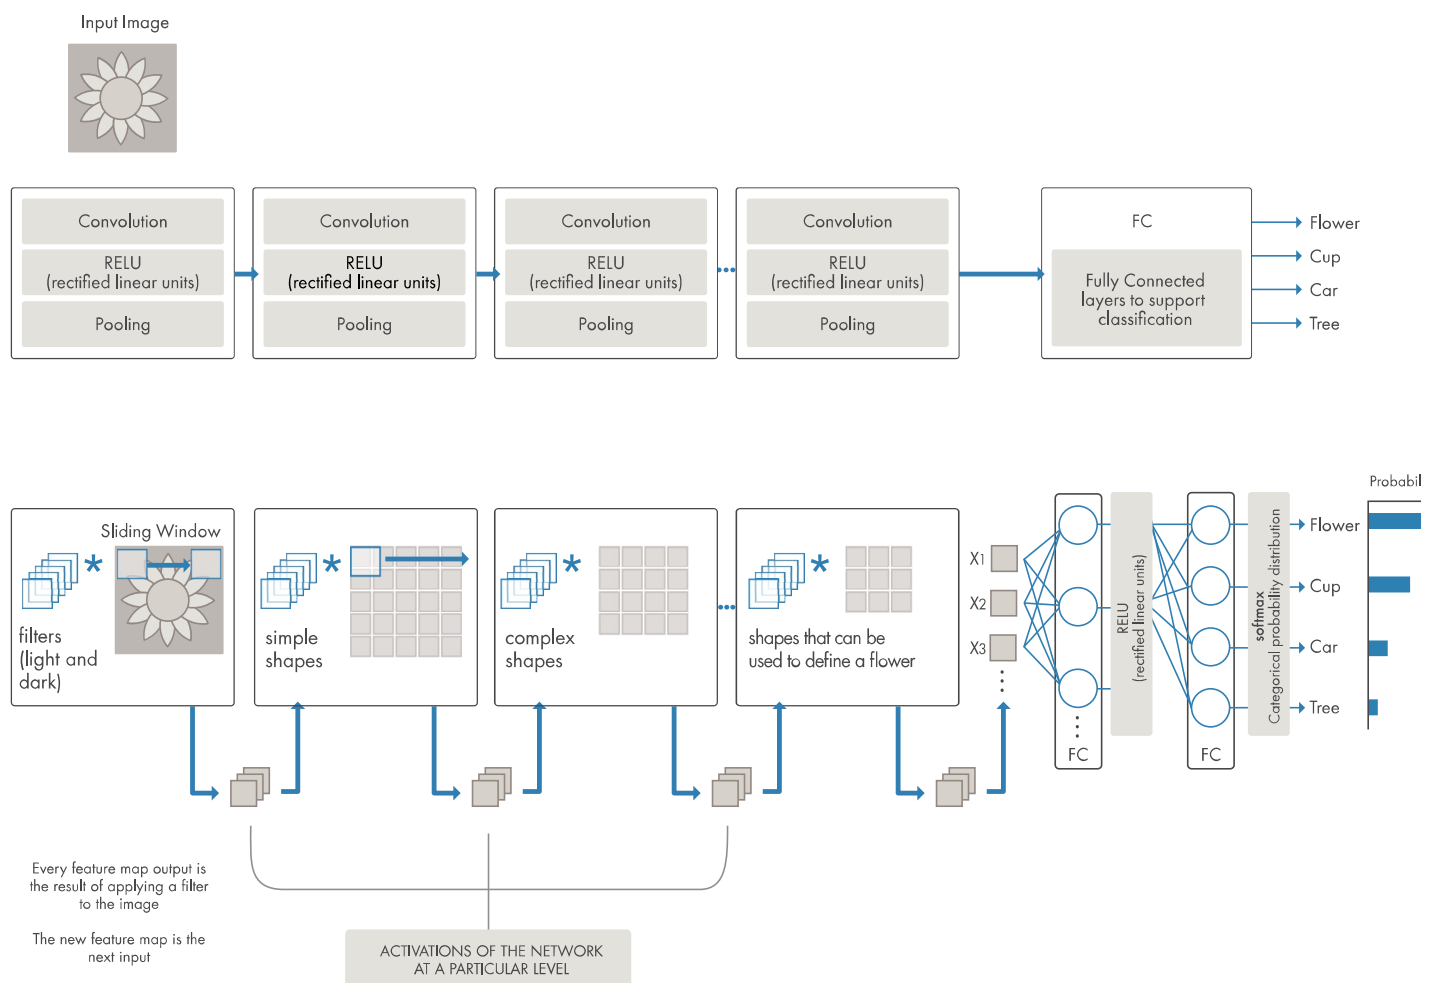 Input Image
Convolution
RELU
(rectified linear units)
Pooling
Convolution
RELU
(rectified linear units)
Pooling
Convolution
RELU
(rectified linear units)
Pooling
Convolution
RELU
(rectified linear units)
Pooling
FC
Fully Connected
layers to support
classification
Flower
Cup
Car
Tree
Sliding Window
*
filters
(light and
dark)
*
simple
shapes
*
complex
shapes
*
shapes that can be
used to define a flower
X1
X2
X3
FC
RELU
(rectified linear units)
FC
softmax
Categorical probability distribution
Flower
Cup
Car
Tree
Probabil
Every feature map output is
the result of applying a filter
to the image
The new feature map is the
next input
ACTIVATIONS OF THE NETWORK
AT A PARTICULAR LEVEL